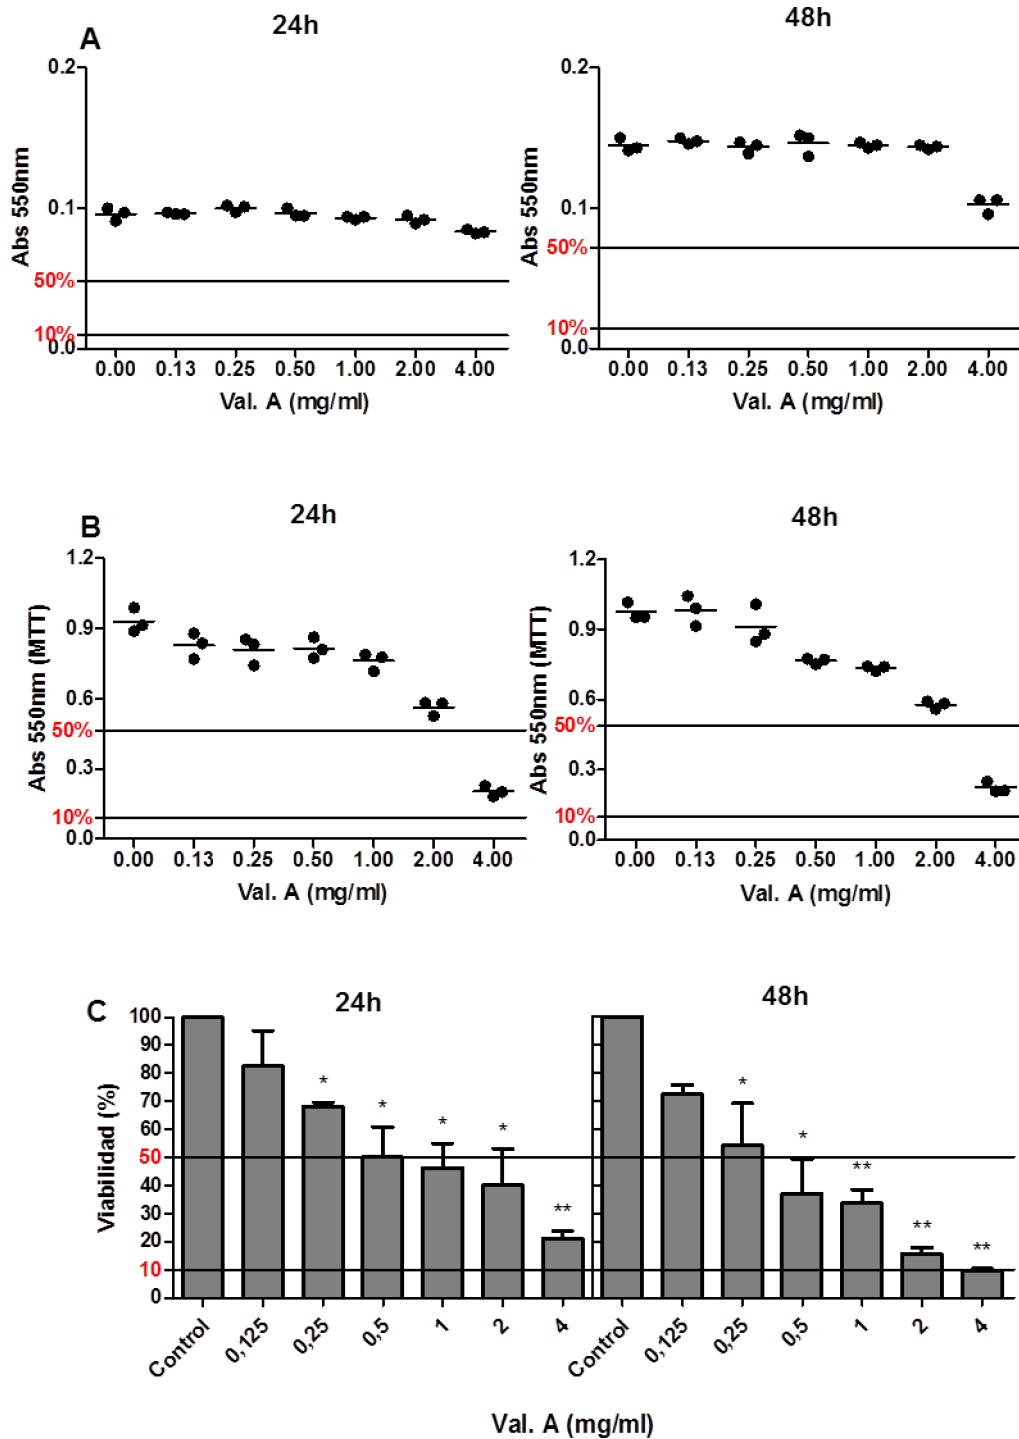 A
24h
48h
0.2
0.1
50%
10%
0.0
Abs 550nm
0.00 0.13 0.25 0.50 1.00 2.00 4.00
Val. A (mg/ml)
0.2
0.1
50%
10%
0.0
Abs 550nm
0.00 0.13 0.25 0.50 1.00 2.00 4.00
Val. A (mg/ml)
B
24h
48h
1.2
0.9
0.6
50%
0.3
10%
0.0
Abs 550nm (MTT)
0.00 0.13 0.25 0.50 1.00 2.00 4.00
Val. A (mg/ml)
1.2
0.9
0.6
50%
0.3
10%
0.0
Abs 550nm (MTT)
0.00 0.13 0.25 0.50 1.00 2.00 4.00
Val. A (mg/ml)
C
24h
48h
100
90
80
70
60
50
40
30
20
10
0
Viabilidad (%)
* * * * **
* * ** ** **
Control 0,125 0,25 0,5 1 2 4
Control 0,125 0,25 0,5 1 2 4
Val. A (mg/ml)